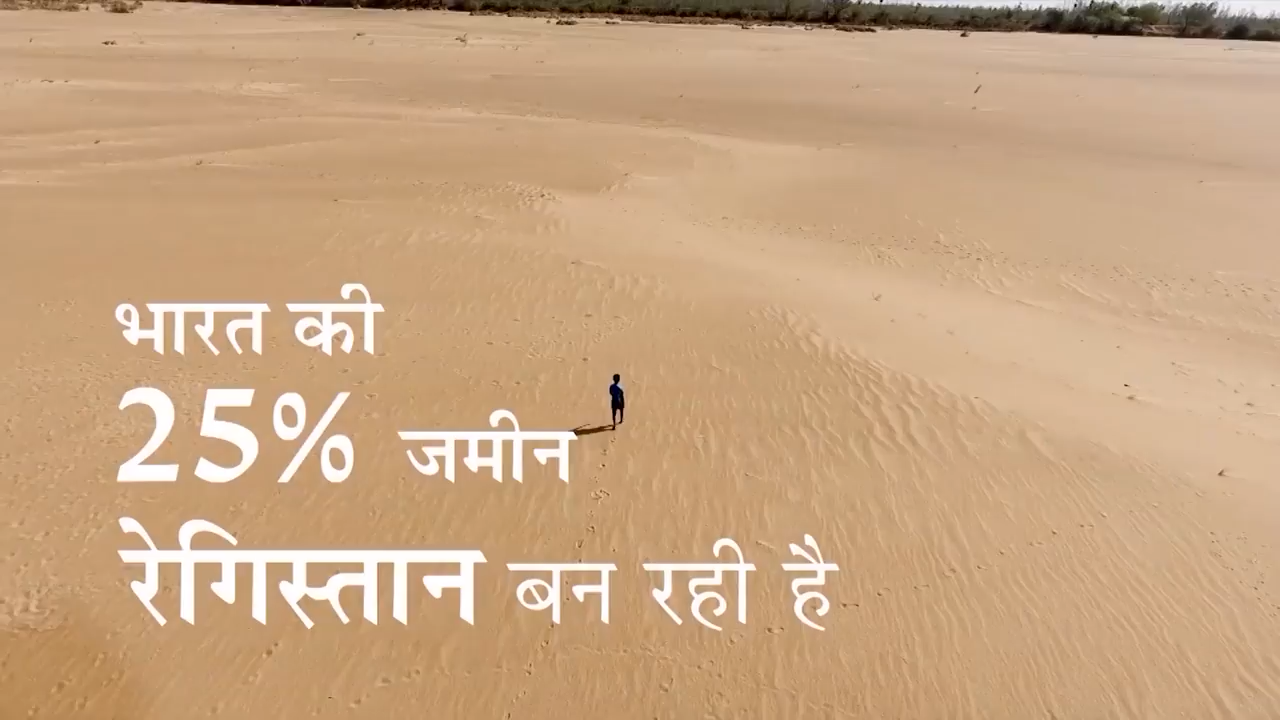 भारत की
25% जमीन
रेगिस्तान बन रही है